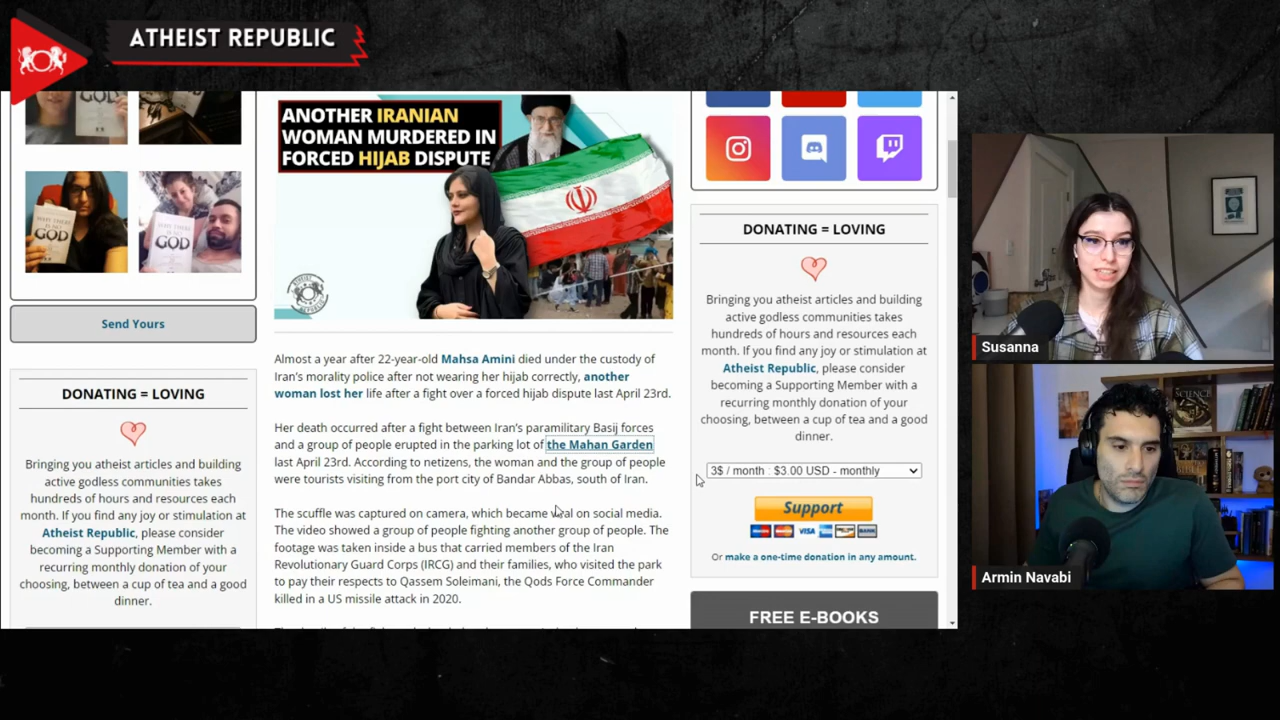 ATHEIST REPUBLIC
GOD
GOD
GOD
GOD
Send Yours
DONATING = LOVING
Bringing you atheist articles and building
active godless communities takes
hundreds of hours and resources each
month. If you find any joy or stimulation at
Atheist Republic, please consider
becoming a Supporting Member with a
recurring monthly donation of your
choosing, between a cup of tea and a good
dinner.
ANOTHER IRANIAN
WOMAN MURDERED IN
FORCED HIJAB DISPUTE
ATHEIST
REPUBLIC
Almost a year after 22-year-old Mahsa Amini died under the custody of
Iran's morality police after not wearing her hijab correctly, another
woman lost her life after a fight over a forced hijab dispute last April 23rd.
Her death occurred after a fight between Iran's paramilitary Basij forces
and a group of people erupted in the parking lot of the Mahan Garden
last April 23rd. According to netizens, the woman and the group of people
were tourists visiting from the port city of Bandar Abbas, south of Iran.
The scuffle was captured on camera, which became viral on social media.
The video showed a group of people fighting another group of people. The
footage was taken inside a bus that carried members of the Iran
Revolutionary Guard Corps (IRCG) and their families, who visited the park
to pay their respects to Qassem Soleimani, the Qods Force Commander
killed in a US missile attack in 2020.
DONATING = LOVING
Bringing you atheist articles and building
active godless communities takes
hundreds of hours and resources each
month. If you find any joy or stimulation at
Atheist Republic, please consider
becoming a Supporting Member with a
recurring monthly donation of your
choosing, between a cup of tea and a good
dinner.
3$ / month : $3.00 USD - monthly
Support
VISA
BANK
Or make a one-time donation in any amount.
FREE E-BOOKS
Susanna
SCIENCE
Armin Navabi